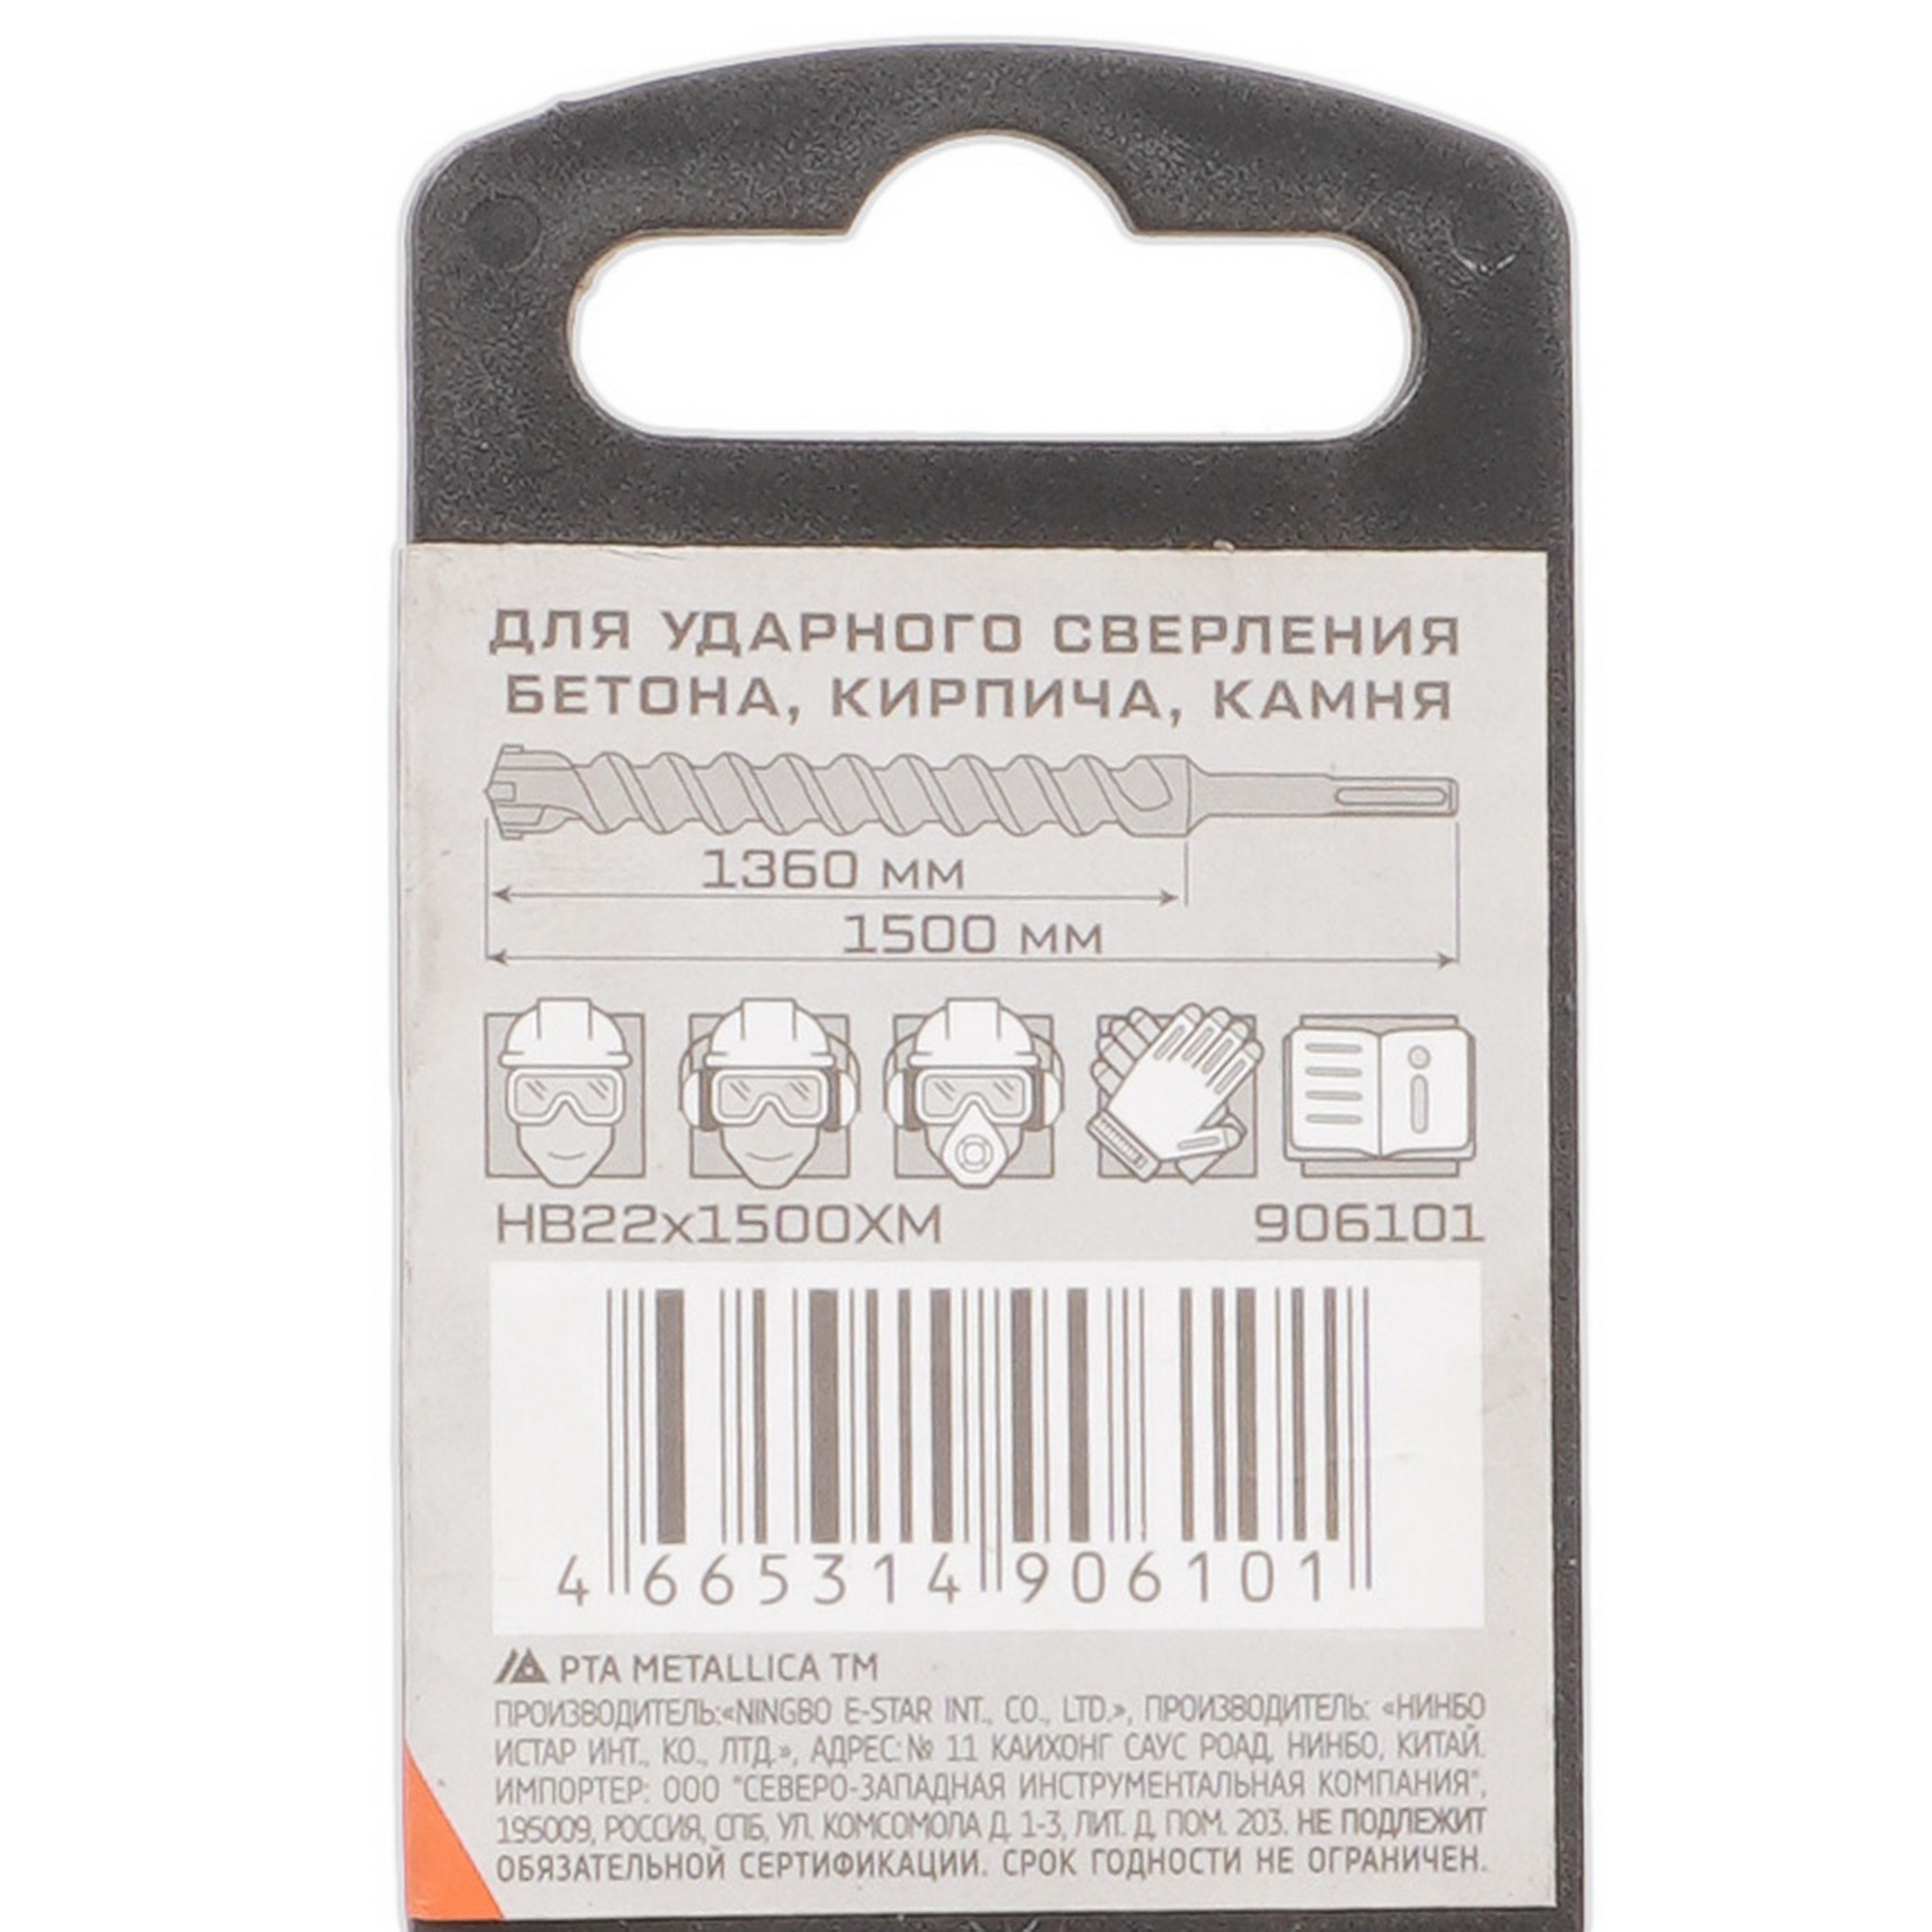 ДЛЯ УДАРНОГО СВЕРЛЕНИЯ
БЕТОНА, КИРПИЧА, КАМНЯ
1360 мм
1500 мм
HB22x1500XM 906101
4 665314 906101
РТА METALLICA TM
ПРОИЗВОДИТЕЛЬ:«NINGBO E-STAR INT., CO., LTD.», ПРОИЗВОДИТЕЛЬ: «НИНБО
ИСТАР ИНТ., КО., ЛТД.», АДРЕС:№ 11 КАИХОНГ САУС РОАД, НИНБО, КИТАЙ.
ИМПОРТЕР: ООО "СЕВЕРО-ЗАПАДНАЯ ИНСТРУМЕНТАЛЬНАЯ КОМПАНИЯ",
195009, РОССИЯ, СПБ, УЛ. КОМСОМОЛА Д. 1-3, ЛИТ. Д, ПОМ. 203. НЕ ПОДЛЕЖИТ
ОБЯЗАТЕЛЬНОЙ СЕРТИФИКАЦИИ. СРОК ГОДНОСТИ НЕ ОГРАНИЧЕН.